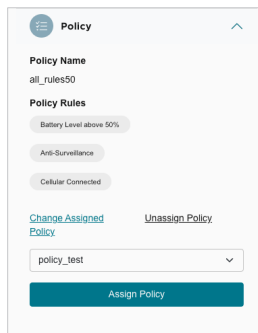 Policy
Policy Name
all_rules50
Policy Rules
Battery Level above 50%
Anti-Surveillance
Cellular Connected
Change Assigned Policy
Unassign Policy
policy_test
Assign Policy